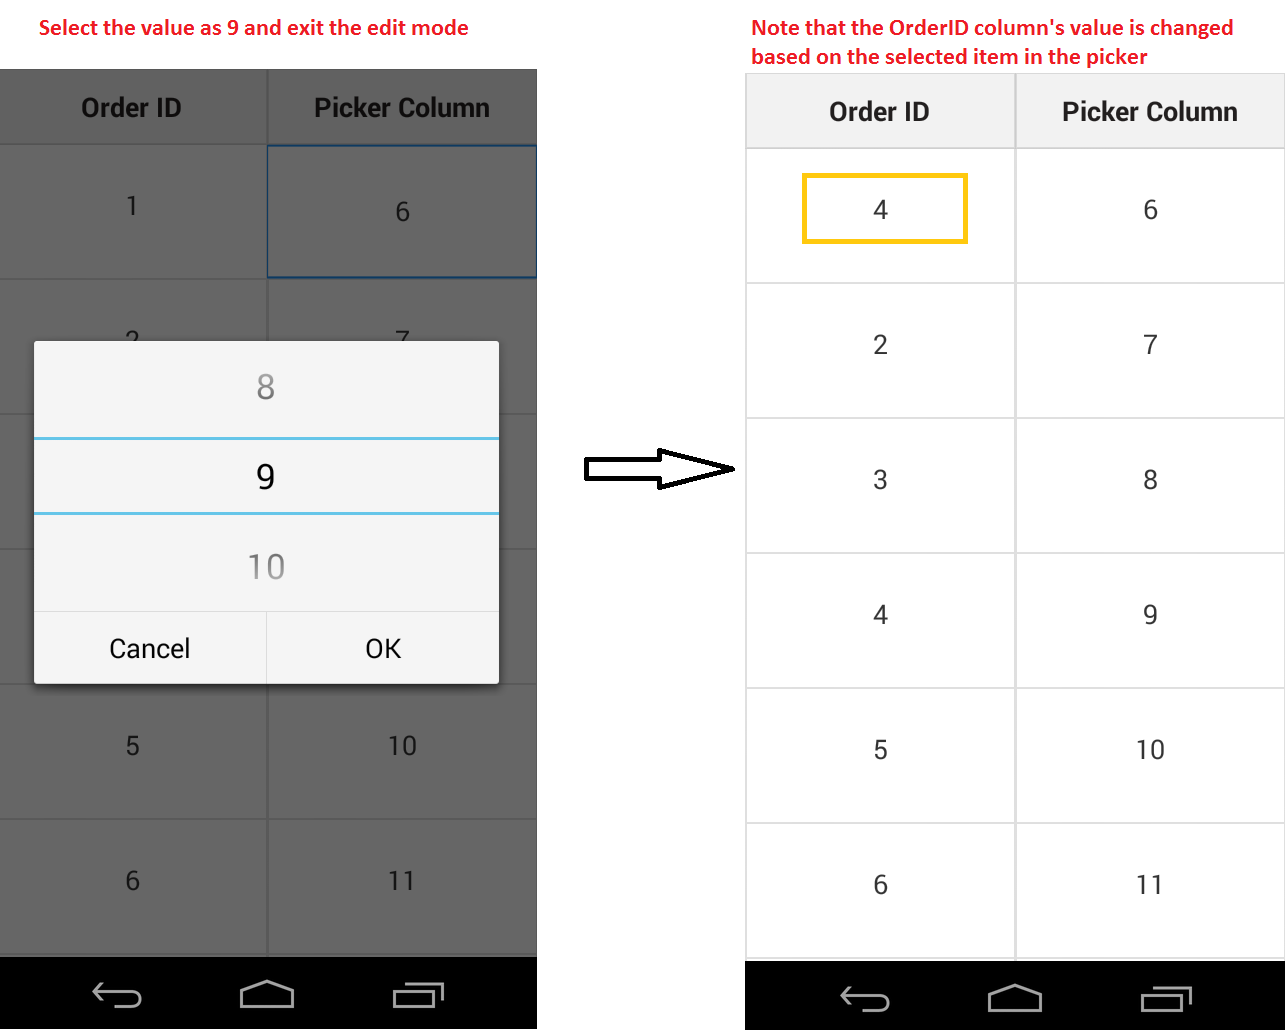 Select the value as 9 and exit the edit mode
Order ID Picker Column
1 6
2 7
8
9
10
Cancel OK
5 10
6 11
Note that the OrderID column's value is changed
based on the selected item in the picker
Order ID Picker Column
4 6
2 7
3 8
4 9
5 10
6 11